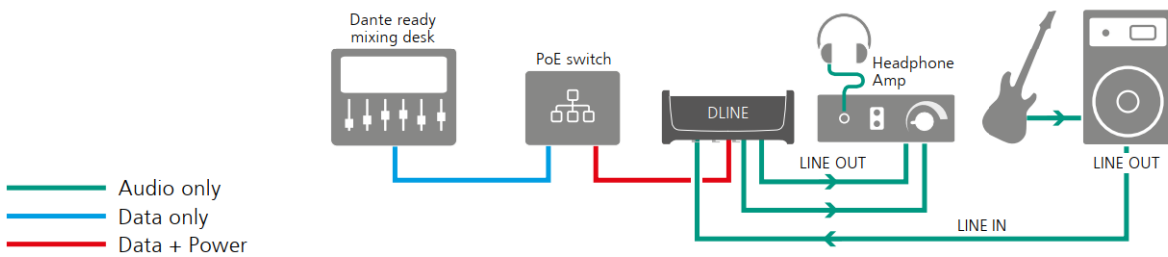 Dante ready
mixing desk
PoE switch
DLINE
Headphone
Amp
LINE OUT
LINE OUT
LINE IN
Audio only
Data only
Data + Power